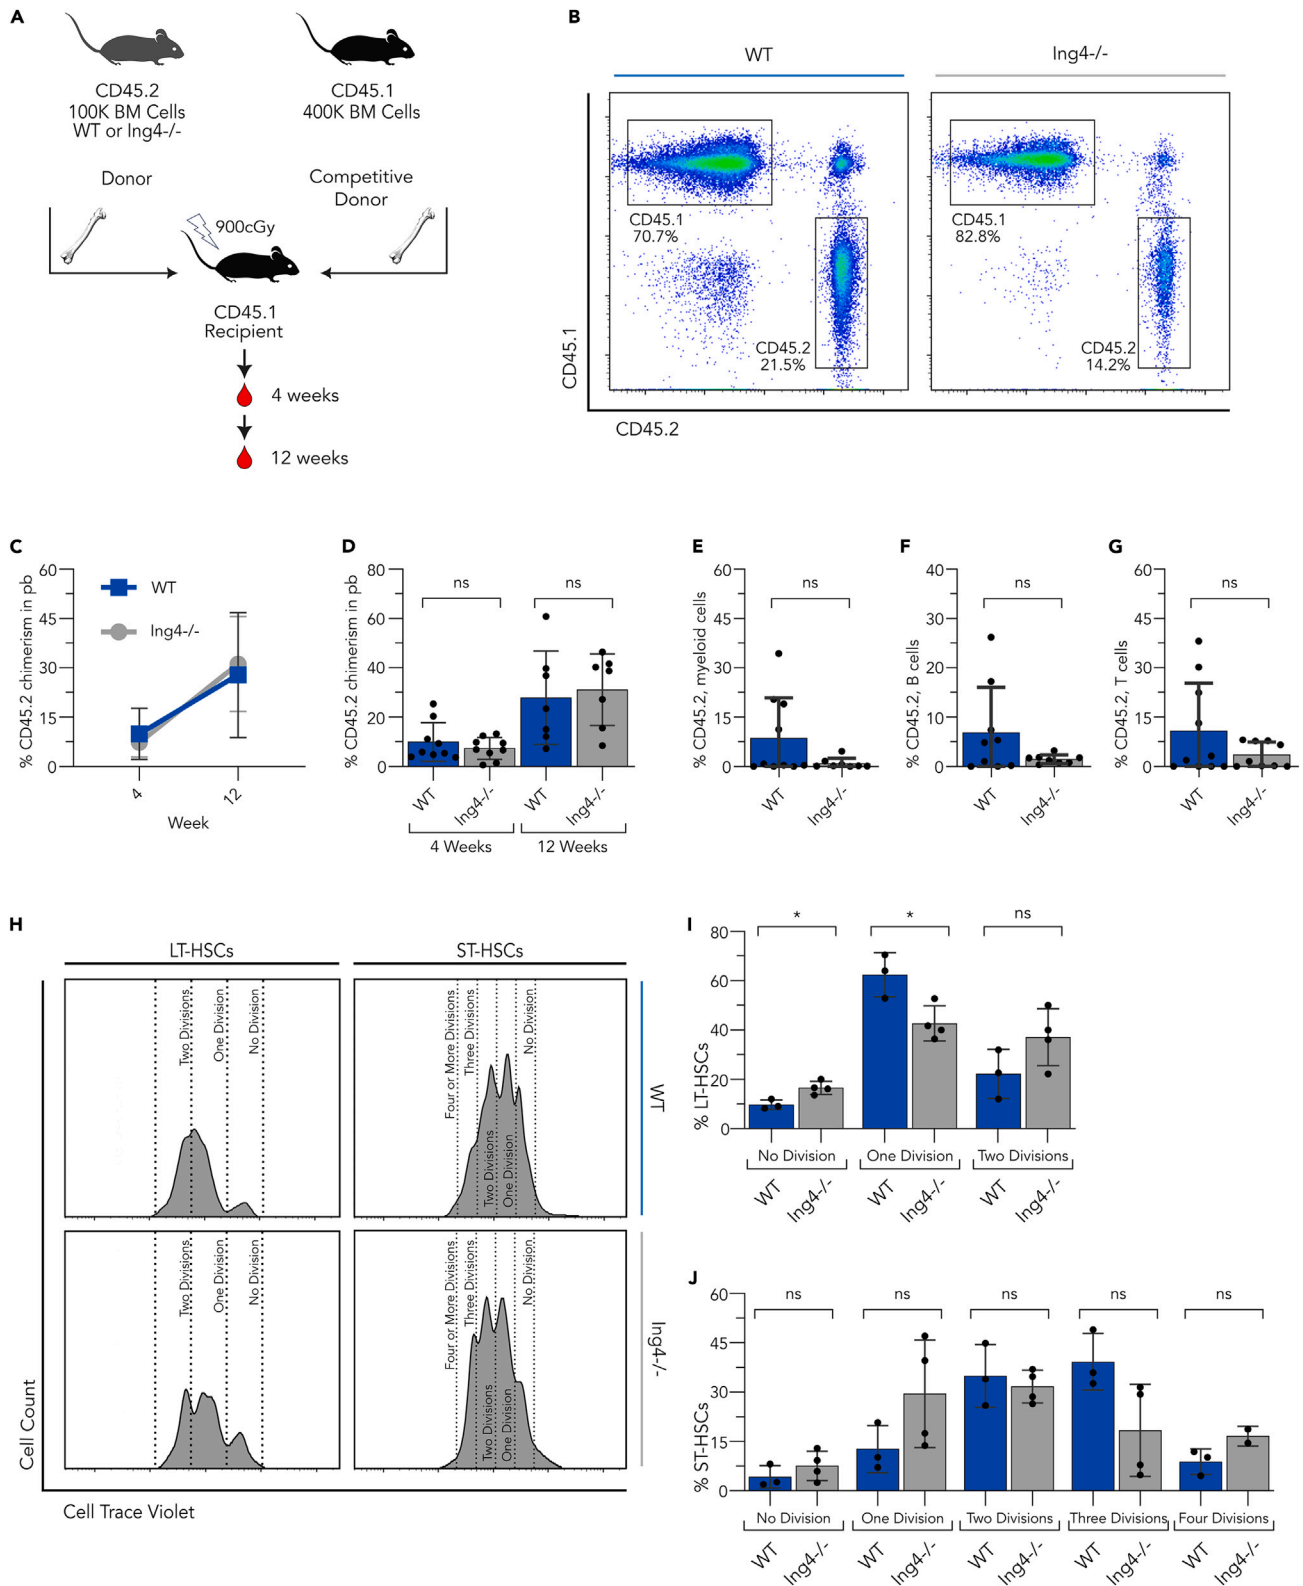 A
CD45.2
100K BM Cells
WT or Ing4-/-
CD45.1
400K BM Cells
Donor
Competitive
Donor
900cGy
CD45.1
Recipient
4 weeks
12 weeks
B
WT
Ing4-/-
CD45.1
70.7%
CD45.2
21.5%
CD45.1
82.8%
CD45.2
14.2%
CD45.1
CD45.2
C
% CD45.2 chimerism in pb
60
45
30
15
0
WT
Ing4-/-
4
12
Week
D
% CD45.2 chimerism in pb
80
60
40
20
0
ns
ns
WT
Ing4-/-
WT
Ing4-/-
4 Weeks
12 Weeks
E
% CD45.2, myeloid cells
60
45
30
15
0
ns
WT
Ing4-/-
F
% CD45.2, B cells
40
30
20
10
0
ns
WT
Ing4-/-
G
% CD45.2, T cells
60
45
30
15
0
ns
WT
Ing4-/-
H
LT-HSCs
ST-HSCs
Two Divisions
One Division
No Division
Four or More Divisions
Three Divisions
Two Divisions
One Division
No Division
WT
Two Divisions
One Division
No Division
Four or More Divisions
Three Divisions
Two Divisions
One Division
No Division
Ing4-/-
Cell Count
Cell Trace Violet
I
% LT-HSCs
80
60
40
20
0
*
*
ns
No Division
One Division
Two Divisions
WT
Ing4-/-
WT
Ing4-/-
WT
Ing4-/-
J
% ST-HSCs
60
45
30
15
0
ns
ns
ns
ns
ns
No Division
One Division
Two Divisions
Three Divisions
Four Divisions
WT
Ing4-/-
WT
Ing4-/-
WT
Ing4-/-
WT
Ing4-/-
WT
Ing4-/-